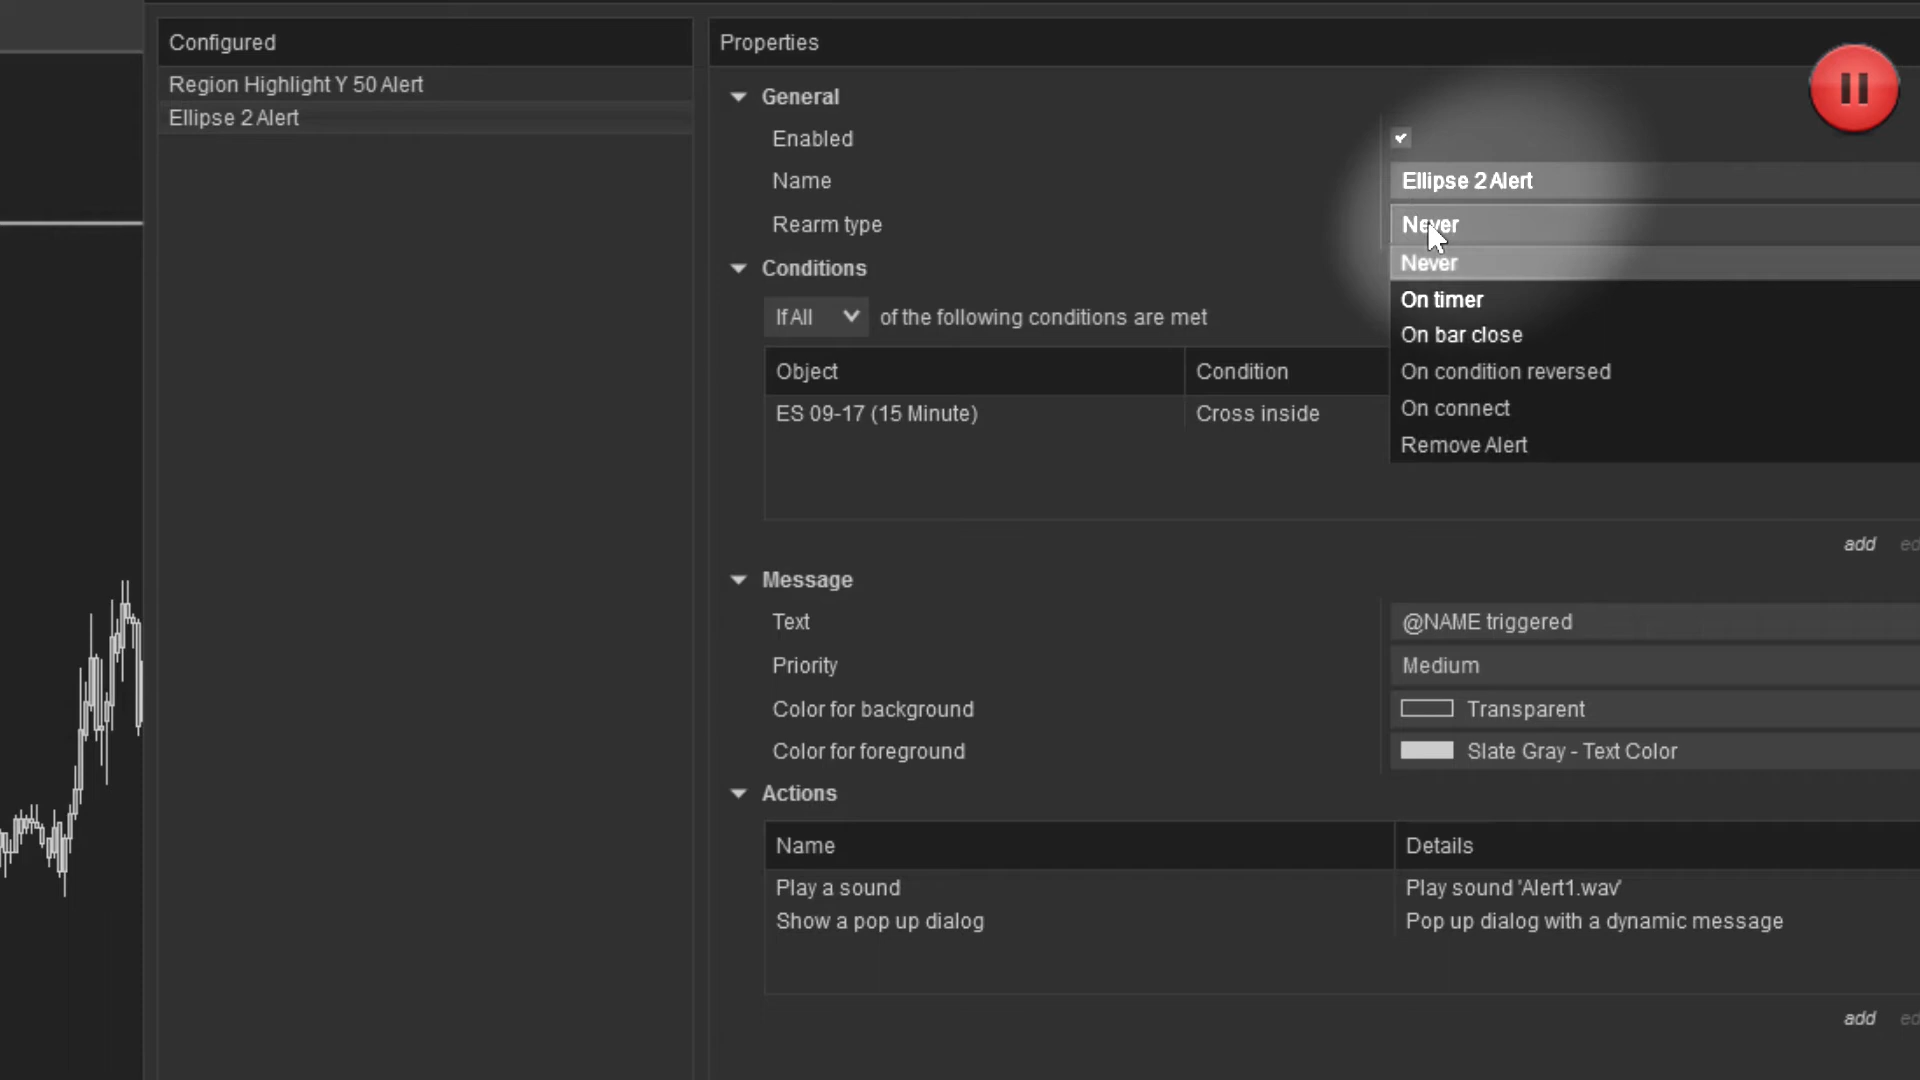 Configured
Region Highlight Y 50 Alert
Ellipse 2 Alert
Properties
General
Enabled
Name Ellipse 2 Alert
Rearm type Never
Never
On timer
On bar close
On condition reversed
On connect
Remove Alert
Conditions
If All of the following conditions are met
Object Condition
ES 09-17 (15 Minute) Cross inside
add
Message
Text @NAME triggered
Priority Medium
Color for background Transparent
Color for foreground Slate Gray - Text Color
Actions
Name Details
Play a sound Play sound 'Alert1.wav'
Show a pop up dialog Pop up dialog with a dynamic message
add